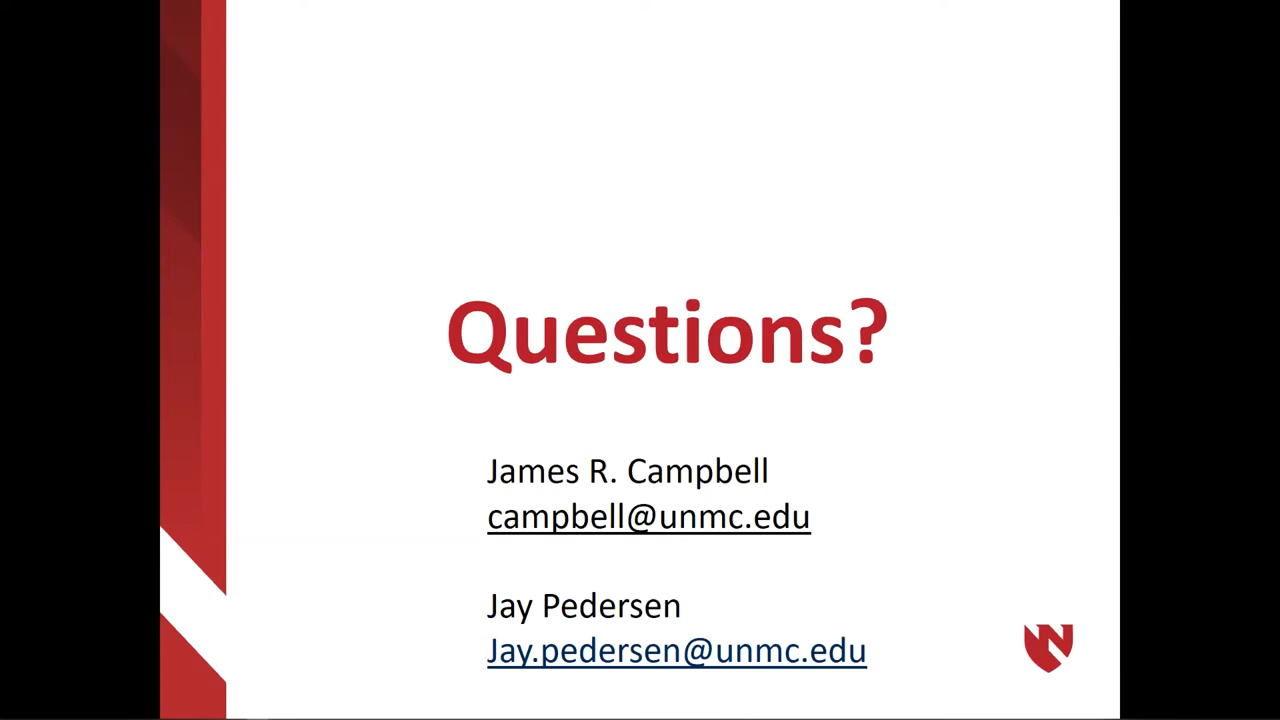 Questions?
James R. Campbell
campbell@unmc.edu
Jay Pedersen
Jay.pedersen@unmc.edu